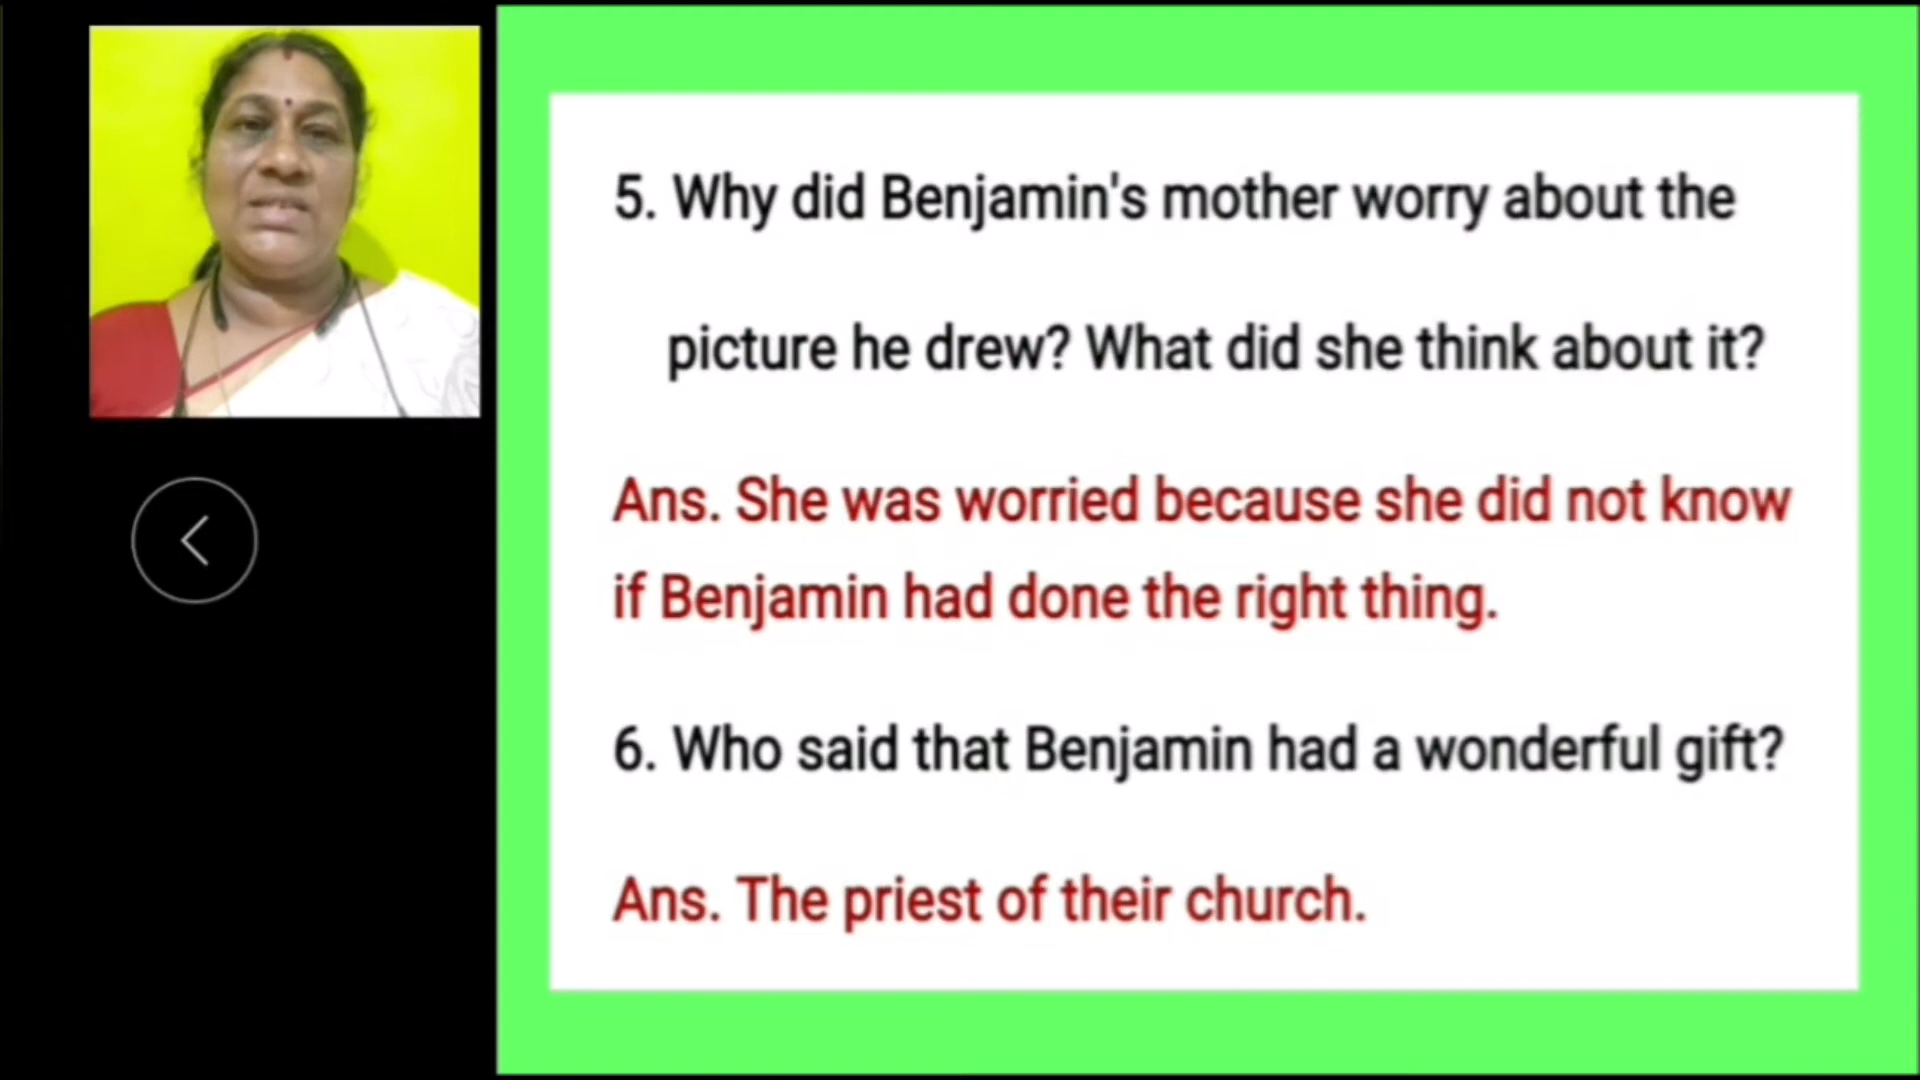 5. Why did Benjamin's mother worry about the
picture he drew? What did she think about it?
Ans. She was worried because she did not know
if Benjamin had done the right thing.
6. Who said that Benjamin had a wonderful gift?
Ans. The priest of their church.